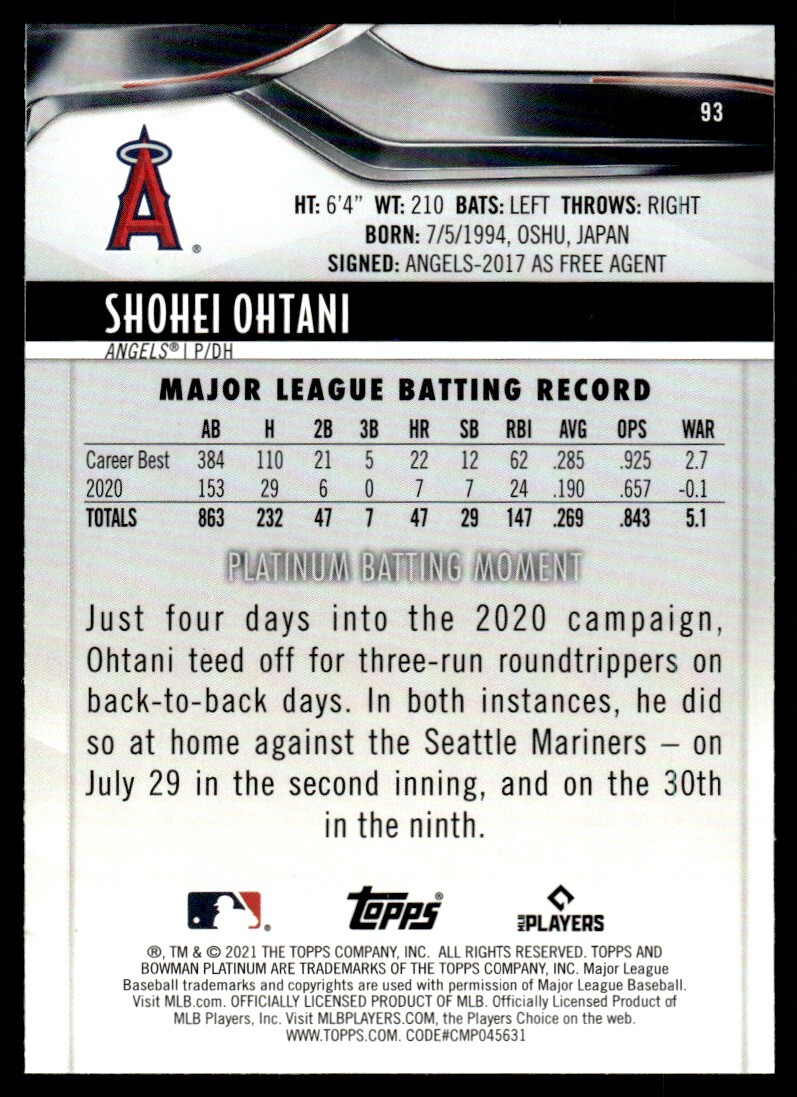 93
A ®
HT: 6'4" WT: 210 BATS: LEFT THROWS: RIGHT
BORN: 7/5/1994, OSHU, JAPAN
SIGNED: ANGELS-2017 AS FREE AGENT
SHOHEI OHTANI
ANGELS® | P/DH
MAJOR LEAGUE BATTING RECORD
AB H 2B 3B HR SB RBI AVG OPS WAR
Career Best 384 110 21 5 22 12 62 .285 .925 2.7
2020 153 29 6 0 7 7 24 .190 .657 -0.1
TOTALS 863 232 47 7 47 29 147 .269 .843 5.1
PLATINUM BATTING MOMENT
Just four days into the 2020 campaign,
Ohtani teed off for three-run roundtrippers on
back-to-back days. In both instances, he did
so at home against the Seattle Mariners – on
July 29 in the second inning, and on the 30th
in the ninth.
® Topps® MLB PLAYERS
®, TM & © 2021 THE TOPPS COMPANY, INC. ALL RIGHTS RESERVED. TOPPS AND
BOWMAN PLATINUM ARE TRADEMARKS OF THE TOPPS COMPANY, INC. Major League
Baseball trademarks and copyrights are used with permission of Major League Baseball.
Visit MLB.com. OFFICIALLY LICENSED PRODUCT OF MLB. Officially Licensed Product of
MLB Players, Inc. Visit MLBPLAYERS.COM, the Players Choice on the web.
WWW.TOPPS.COM. CODE#CMP045631